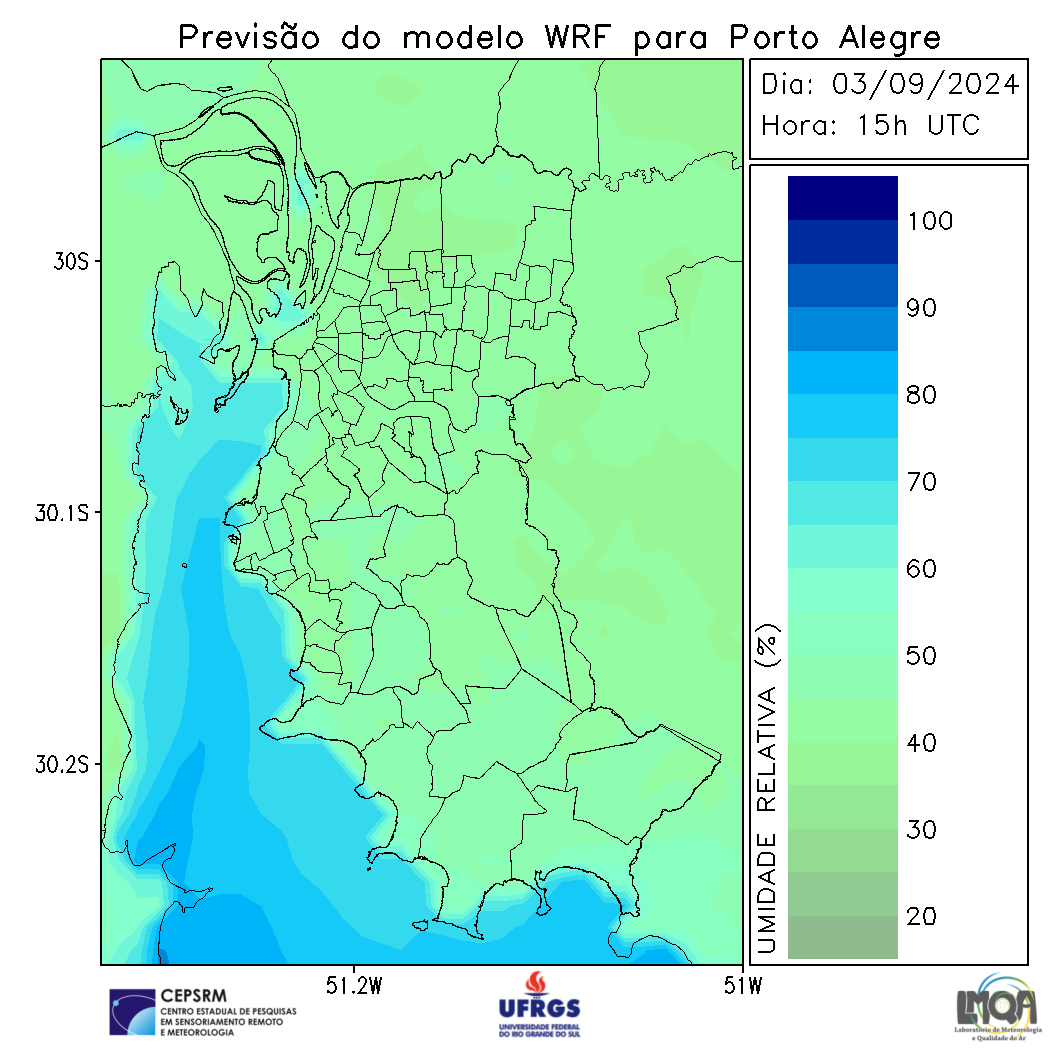 Previsão do modelo WRF para Porto Alegre
Dia: 03/09/2024
Hora: 15h UTC
30S
30.1S
30.2S
51.2W
51W
UMIDADE RELATIVA (%)
100
90
80
70
60
50
40
30
20
CEPSRM
CENTRO ESTADUAL DE PESQUISAS
EM SENSORIAMENTO REMOTO
E METEOROLOGIA
UFRGS
UNIVERSIDADE FEDERAL
DO RIO GRANDE DO SUL
LMQA
Laboratório de Meteorologia
e Qualidade do Ar